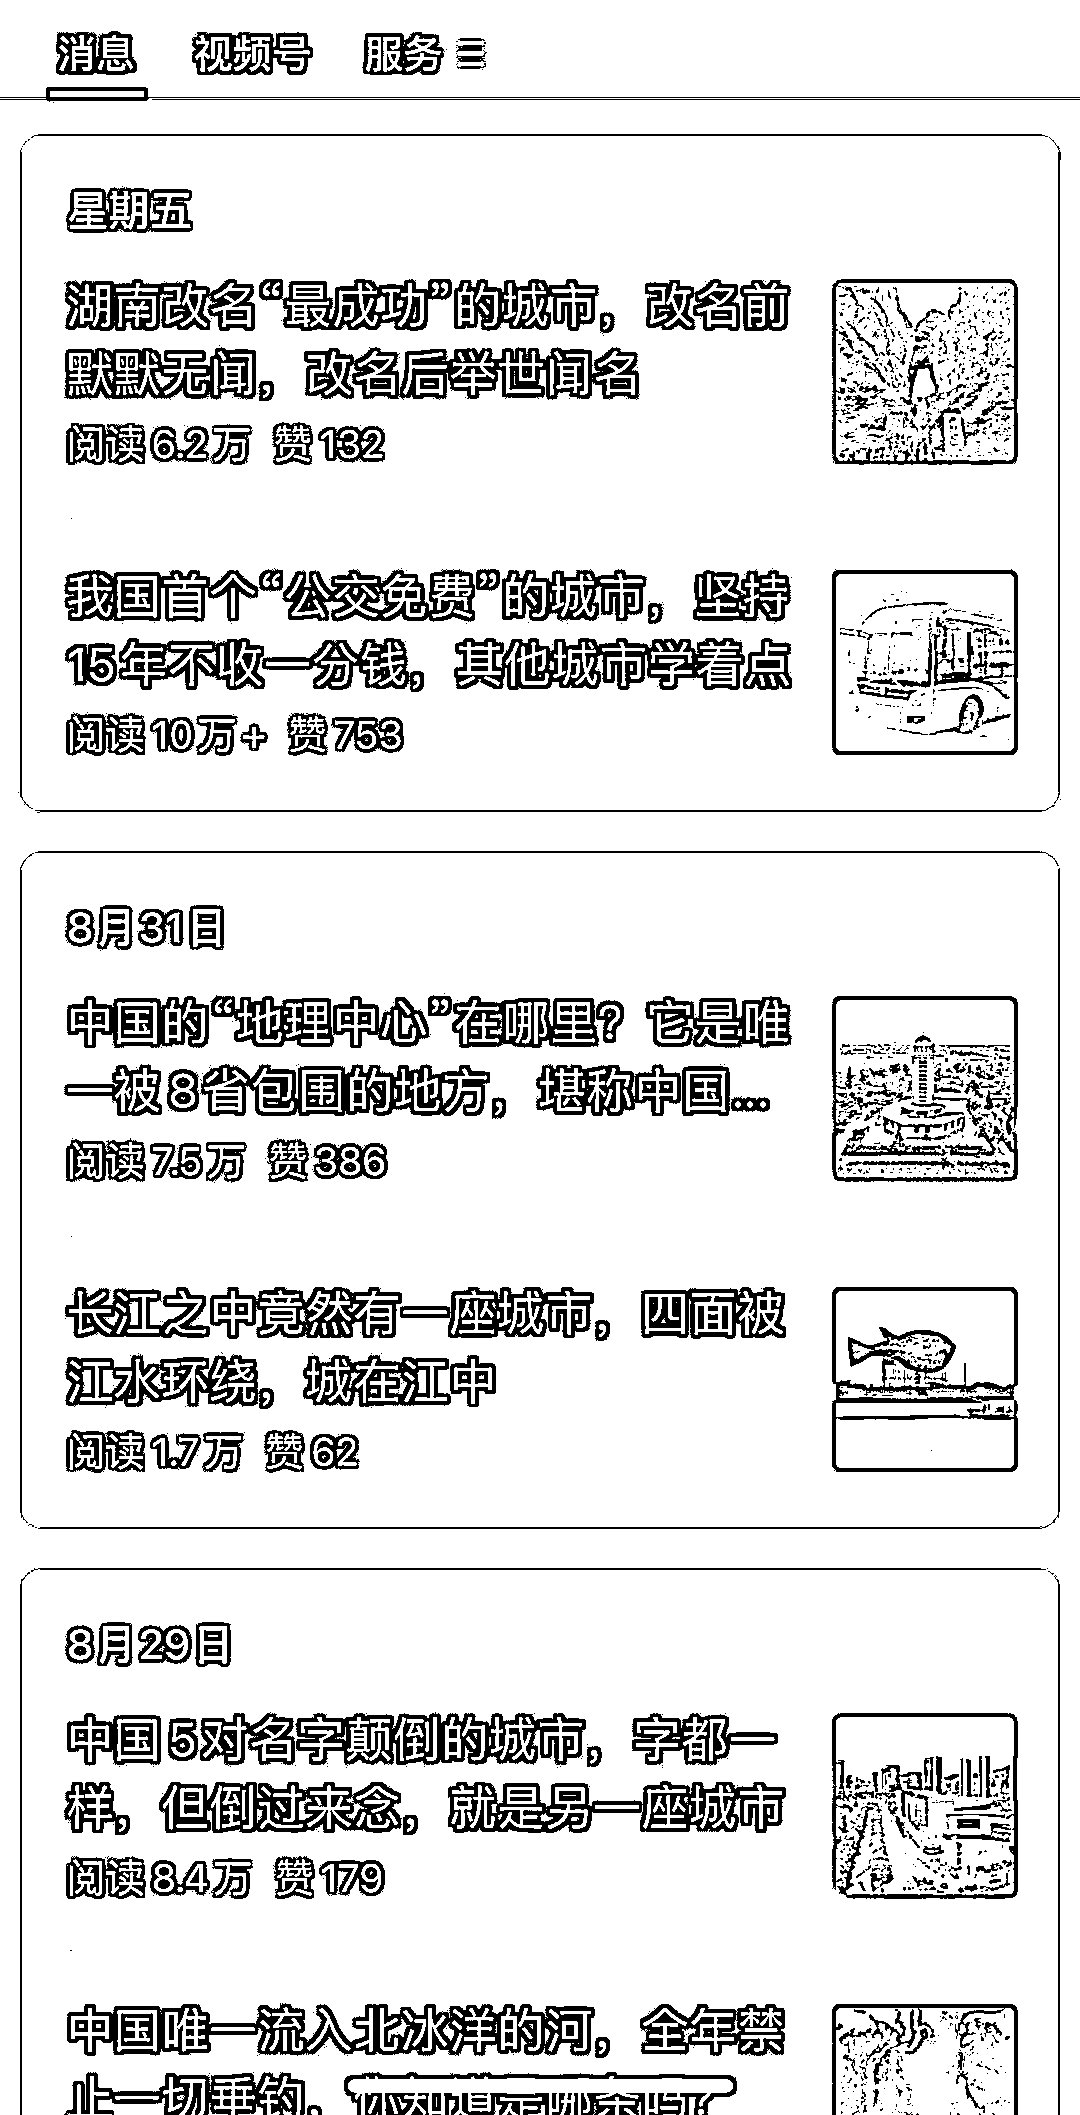 消息 视频号 服务
星期五
湖南改名“最成功”的城市，改名前
默默无闻，改名后举世闻名
阅读 6.2万 赞 132
我国首个“公交免费”的城市，坚持
15年不收一分钱，其他城市学着点
阅读 10万+ 赞 753
8月31日
中国的“地理中心”在哪里？它是唯
一被8省包围的地方，堪称中国...
阅读 7.5万 赞 386
长江之中竟然有一座城市，四面被
江水环绕，城在江中
阅读 1.7万 赞 62
8月29日
中国5对名字颠倒的城市，字都一
样，但倒过来念，就是另一座城市
阅读 8.4万 赞 179
中国唯一流入北冰洋的河，全年禁
止一切垂钓，